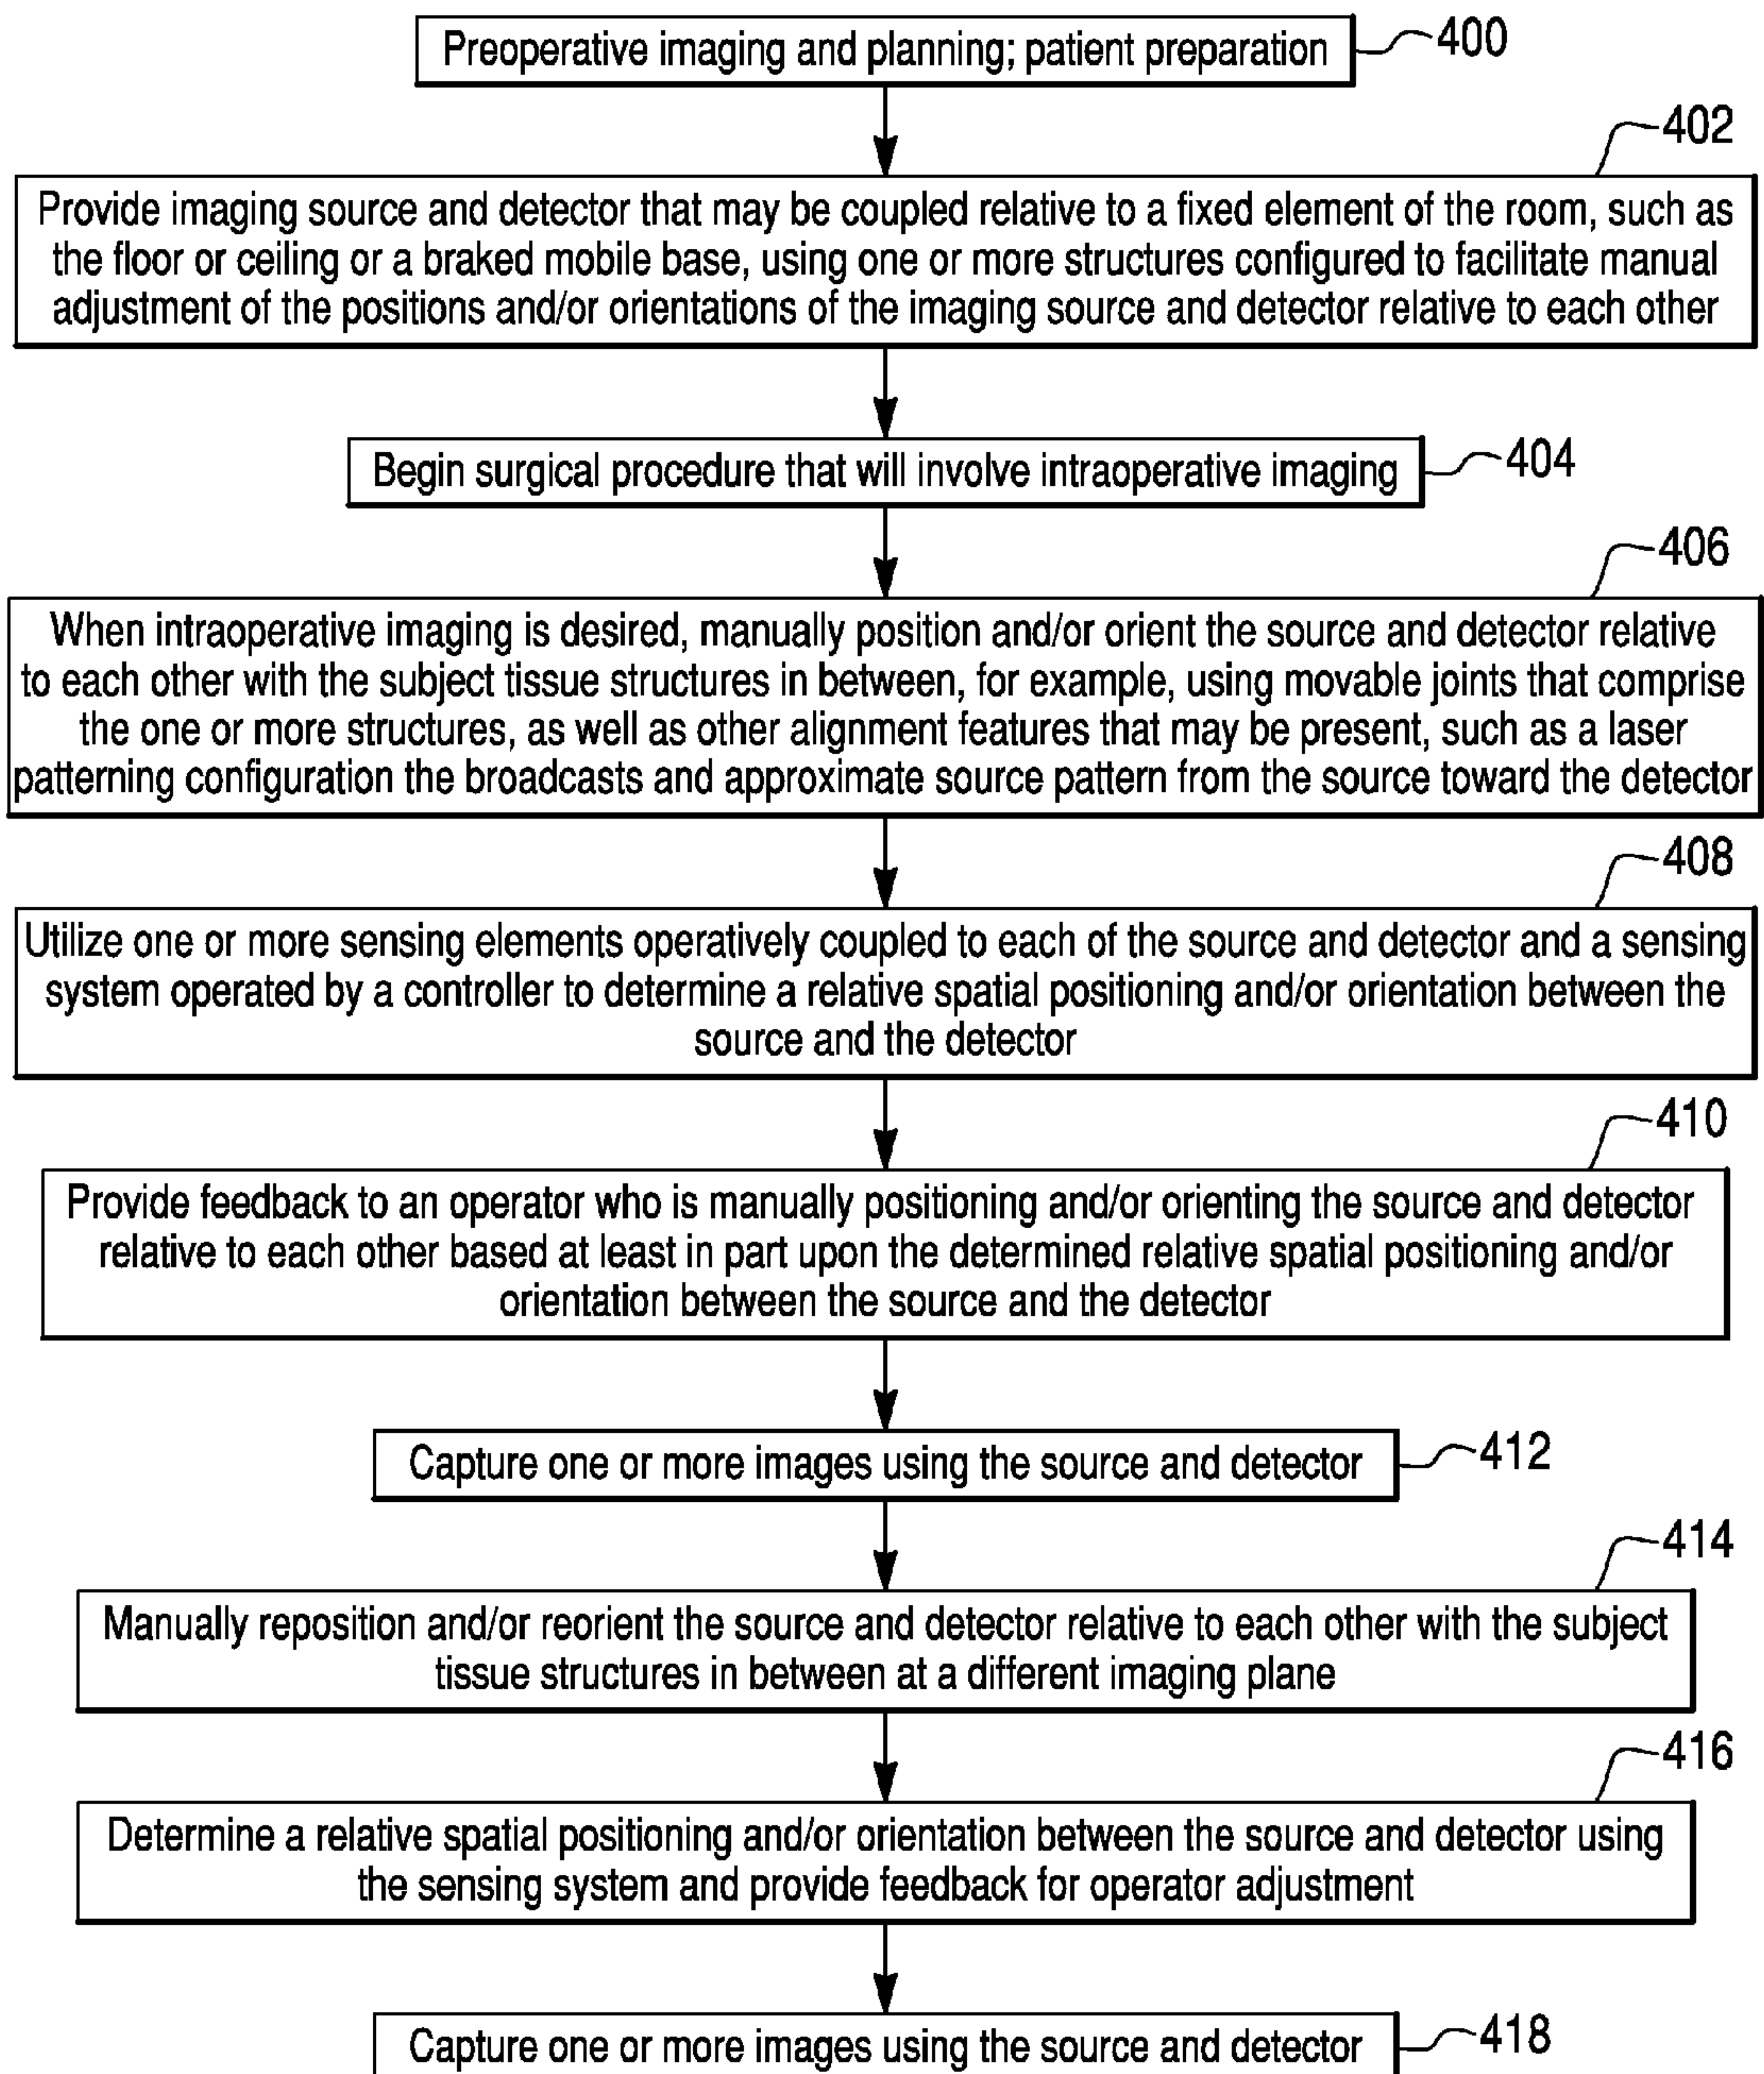 Preoperative imaging and planning; patient preparation
400
402
Provide imaging source and detector that may be coupled relative to a fixed element of the room, such as
the floor or ceiling or a braked mobile base, using one or more structures configured to facilitate manual
adjustment of the positions and/or orientations of the imaging source and detector relative to each other
Begin surgical procedure that will involve intraoperative imaging
404
406
When intraoperative imaging is desired, manually position and/or orient the source and detector relative
to each other with the subject tissue structures in between, for example, using movable joints that comprise
the one or more structures, as well as other alignment features that may be present, such as a laser
patterning configuration the broadcasts and approximate source pattern from the source toward the detector
408
Utilize one or more sensing elements operatively coupled to each of the source and detector and a sensing
system operated by a controller to determine a relative spatial positioning and/or orientation between the
source and the detector
410
Provide feedback to an operator who is manually positioning and/or orienting the source and detector
relative to each other based at least in part upon the determined relative spatial positioning and/or
orientation between the source and the detector
Capture one or more images using the source and detector
412
414
Manually reposition and/or reorient the source and detector relative to each other with the subject
tissue structures in between at a different imaging plane
416
Determine a relative spatial positioning and/or orientation between the source and detector using
the sensing system and provide feedback for operator adjustment
Capture one or more images using the source and detector
418